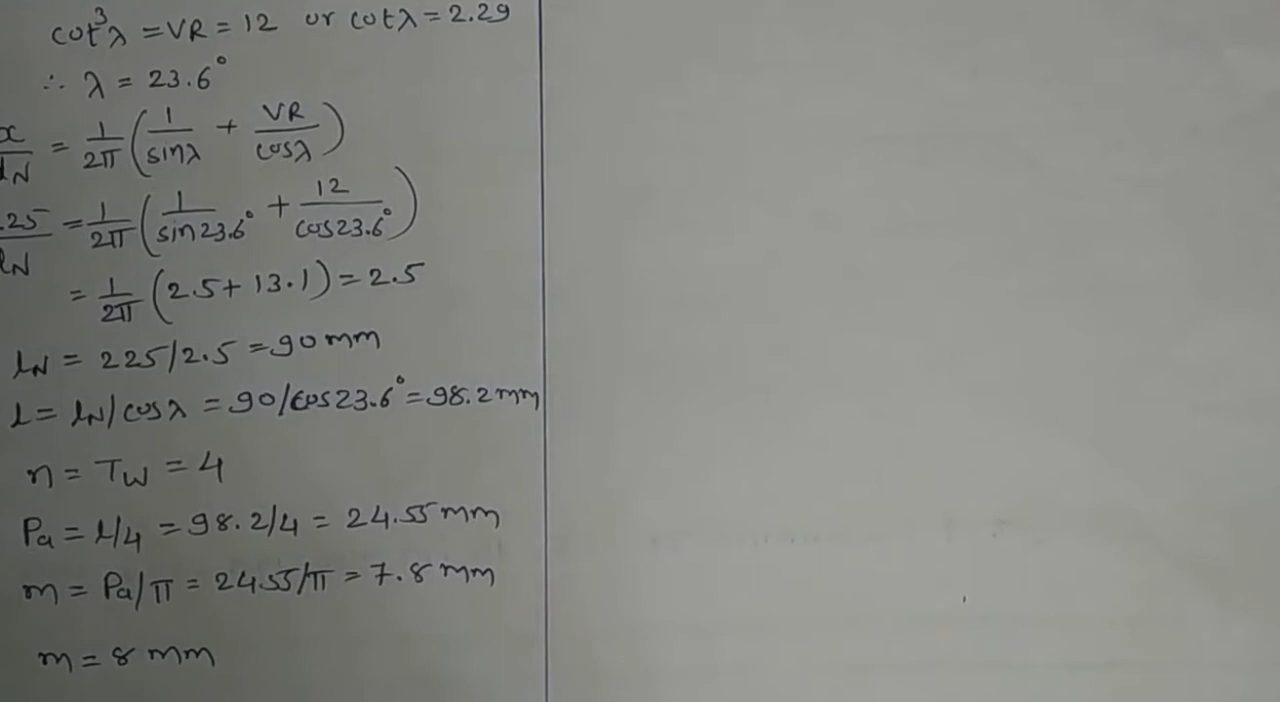 cot³λ = VR = 12 or cotλ = 2.29
∴ λ = 23.6°
x/lN = 1/2π (1/sinλ + VR/cosλ)
25/lN = 1/2π (1/sin23.6° + 12/cos23.6°)
= 1/2π (2.5 + 13.1) = 2.5
lN = 225/2.5 = 90 mm
l = lN/cosλ = 90/cos23.6° = 98.2 mm
n = Tw = 4
Pa = l/4 = 98.2/4 = 24.55 mm
m = Pa/π = 24.55/π = 7.8 mm
m = 8 mm